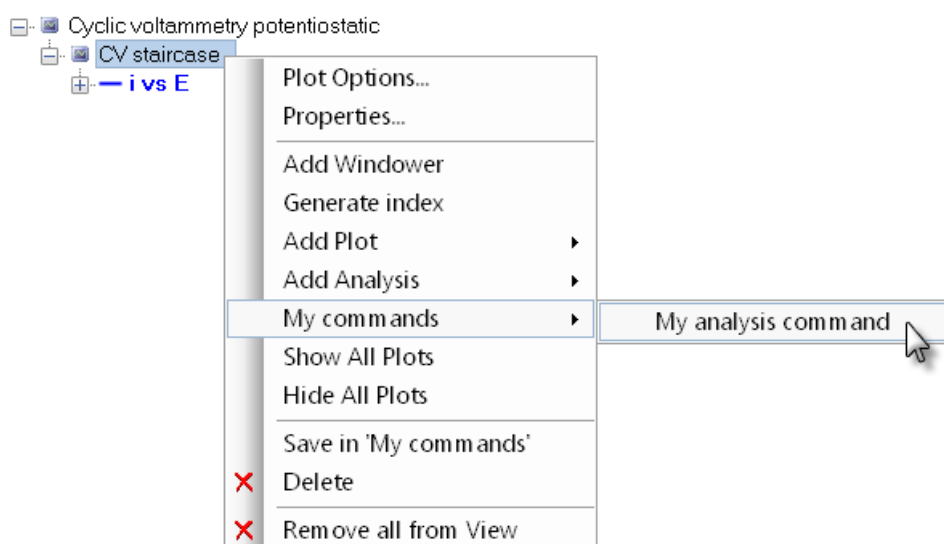 Cyclic voltammetry potentiostatic
CV staircase
i vs E
Plot Options...
Properties...
Add Windower
Generate index
Add Plot
Add Analysis
My commands
My analysis command
Show All Plots
Hide All Plots
Save in 'My commands'
Delete
Remove all from View